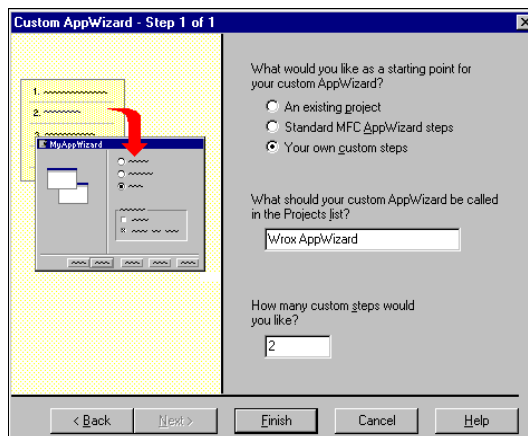 Custom AppWizard - Step 1 of 1
What would you like as a starting point for
your custom AppWizard?
An existing project
Standard MFC AppWizard steps
Your own custom steps
1.
2.
3.
MyAppWizard
What should your custom AppWizard be called
in the Projects list?
Wrox AppWizard
How many custom steps would
you like?
2
< Back
Next >
Finish
Cancel
Help